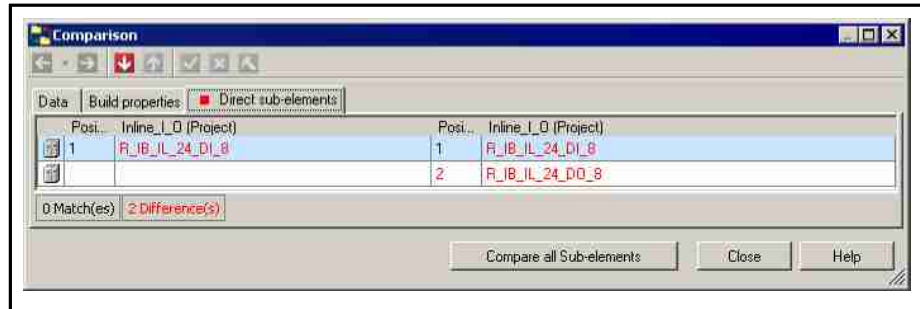 Comparison
Data Build properties Direct sub-elements
Posi... Inline_I_O (Project) Posi... Inline_I_O (Project)
1 R_IB_IL_24_DI_8 1 R_IB_IL_24_DI_8
2 R_IB_IL_24_DO_8
0 Match(es) 2 Difference(s)
Compare all Sub-elements Close Help